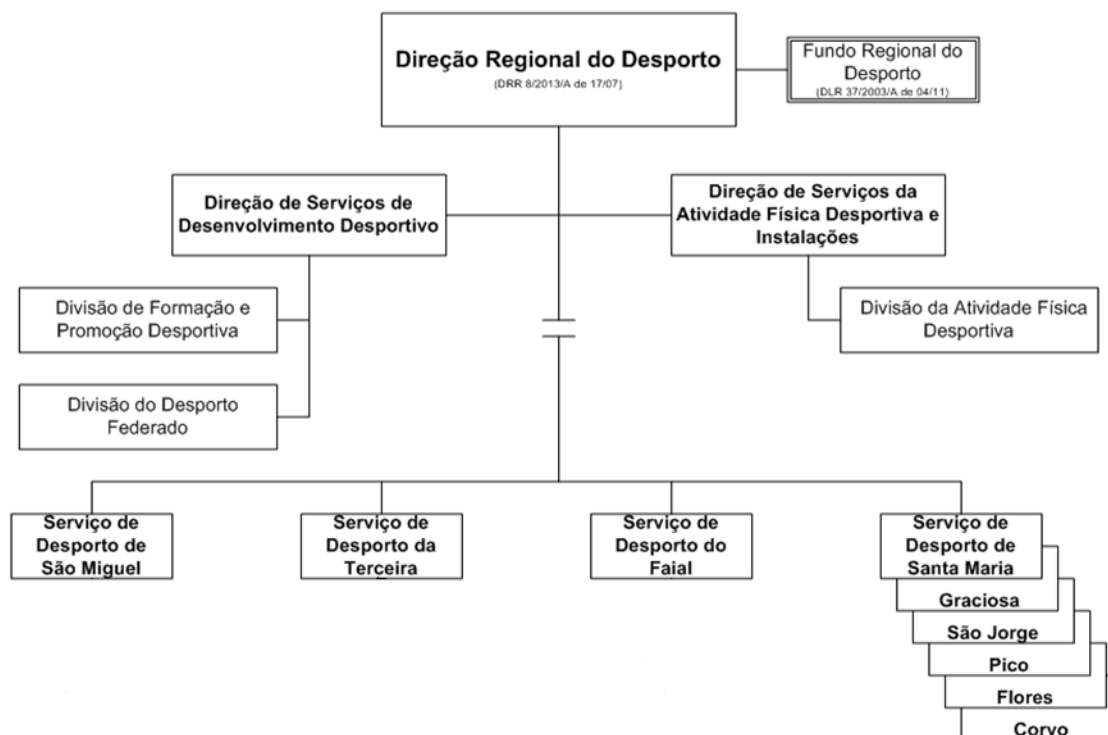 Direção Regional do Desporto
(DRR 8/2013/A de 17/07)
Fundo Regional do
Desporto
(DLR 37/2003/A de 04/11)
Direção de Serviços de
Desenvolvimento Desportivo
Direção de Serviços da
Atividade Física Desportiva e
Instalações
Divisão de Formação e
Promoção Desportiva
Divisão da Atividade Física
Desportiva
Divisão do Desporto
Federado
Serviço de
Desporto de
São Miguel
Serviço de
Desporto da
Terceira
Serviço de
Desporto do
Faial
Serviço de
Desporto de
Santa Maria
Graciosa
São Jorge
Pico
Flores
Corvo